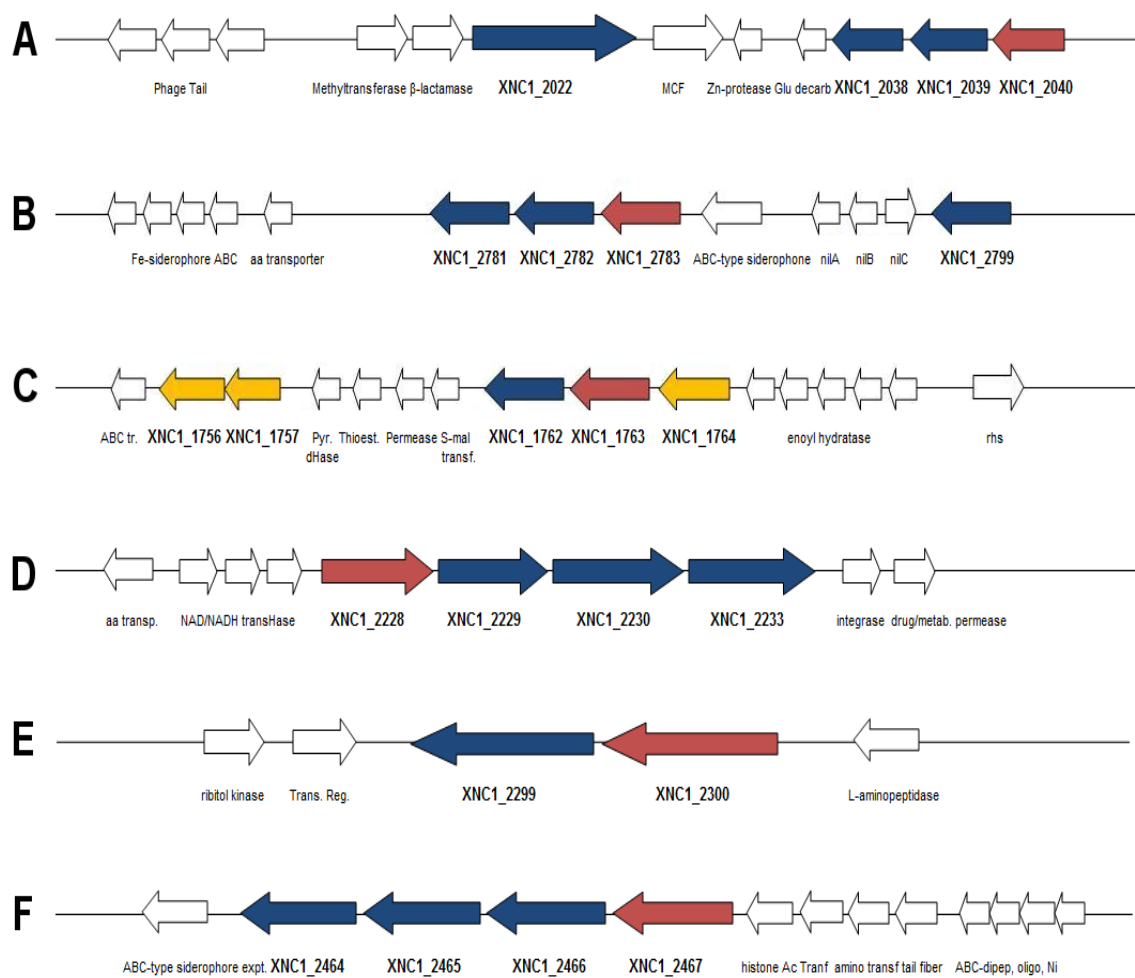 A
Phage Tail Methyltransferase β-lactamase XNC1_2022 MCF Zn-protease Glu decarb XNC1_2038 XNC1_2039 XNC1_2040
B
Fe-siderophore ABC aa transporter XNC1_2781 XNC1_2782 XNC1_2783 ABC-type siderophone nilA nilB nilC XNC1_2799
C
ABC tr. XNC1_1756 XNC1_1757 Pyr. Thioest. Permease S-mal XNC1_1762 XNC1_1763 XNC1_1764 enoyl hydratase rhs
dHase transf.
D
aa transp. NAD/NADH transHase XNC1_2228 XNC1_2229 XNC1_2230 XNC1_2233 integrase drug/metab. permease
E
ribitol kinase Trans. Reg. XNC1_2299 XNC1_2300 L-aminopeptidase
F
ABC-type siderophore expt. XNC1_2464 XNC1_2465 XNC1_2466 XNC1_2467 histone Ac Tranf amino transf tail fiber ABC-dipep, oligo, Ni